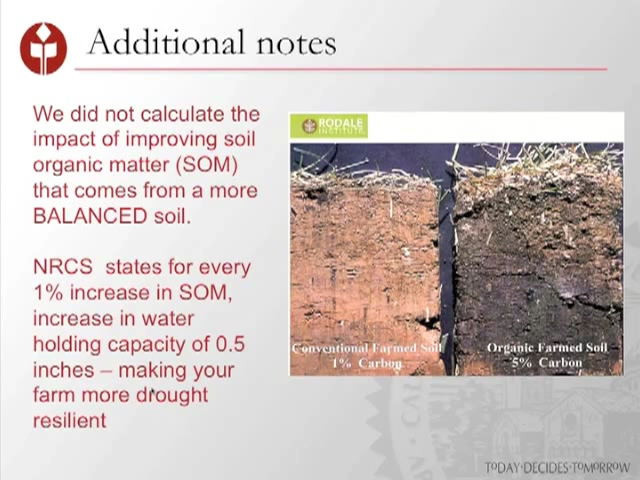 Additional notes
We did not calculate the
impact of improving soil
organic matter (SOM)
that comes from a more
BALANCED soil.
NRCS states for every
1% increase in SOM,
increase in water
holding capacity of 0.5
inches – making your
farm more drought
resilient
RODALE
INSTITUTE
Conventional Farmed Soil
1% Carbon
Organic Farmed Soil
5% Carbon
TODAY·DECIDES·TOMORROW